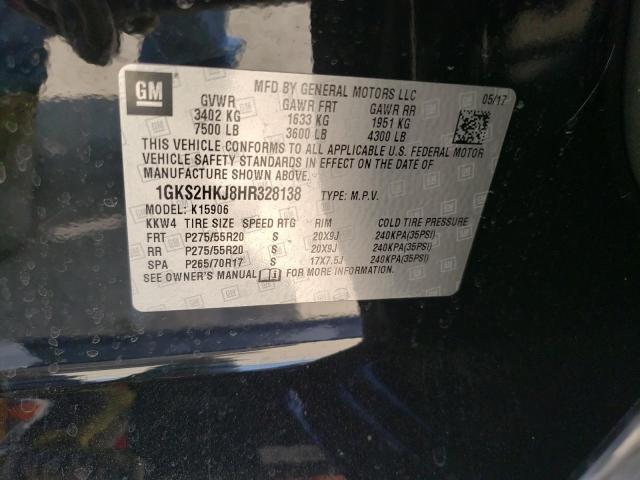 GM
MFD BY GENERAL MOTORS LLC 05/17
GVWR GAWR FRT GAWR RR
3402 KG 1633 KG 1951 KG
7500 LB 3600 LB 4300 LB
THIS VEHICLE CONFORMS TO ALL APPLICABLE U.S. FEDERAL MOTOR
VEHICLE SAFETY STANDARDS IN EFFECT ON THE DATE OF
MANUFACTURE SHOWN ABOVE.
1GKS2HKJ8HR328138 TYPE: M.P.V.
MODEL: K15906
KKW4 TIRE SIZE SPEED RTG RIM COLD TIRE PRESSURE
FRT P275/55R20 S 20X9J 240KPA(35PSI)
RR P275/55R20 S 20X9J 240KPA(35PSI)
SPA P265/70R17 S 17X7.5J 240KPA(35PSI)
SEE OWNER'S MANUAL FOR MORE INFORMATION